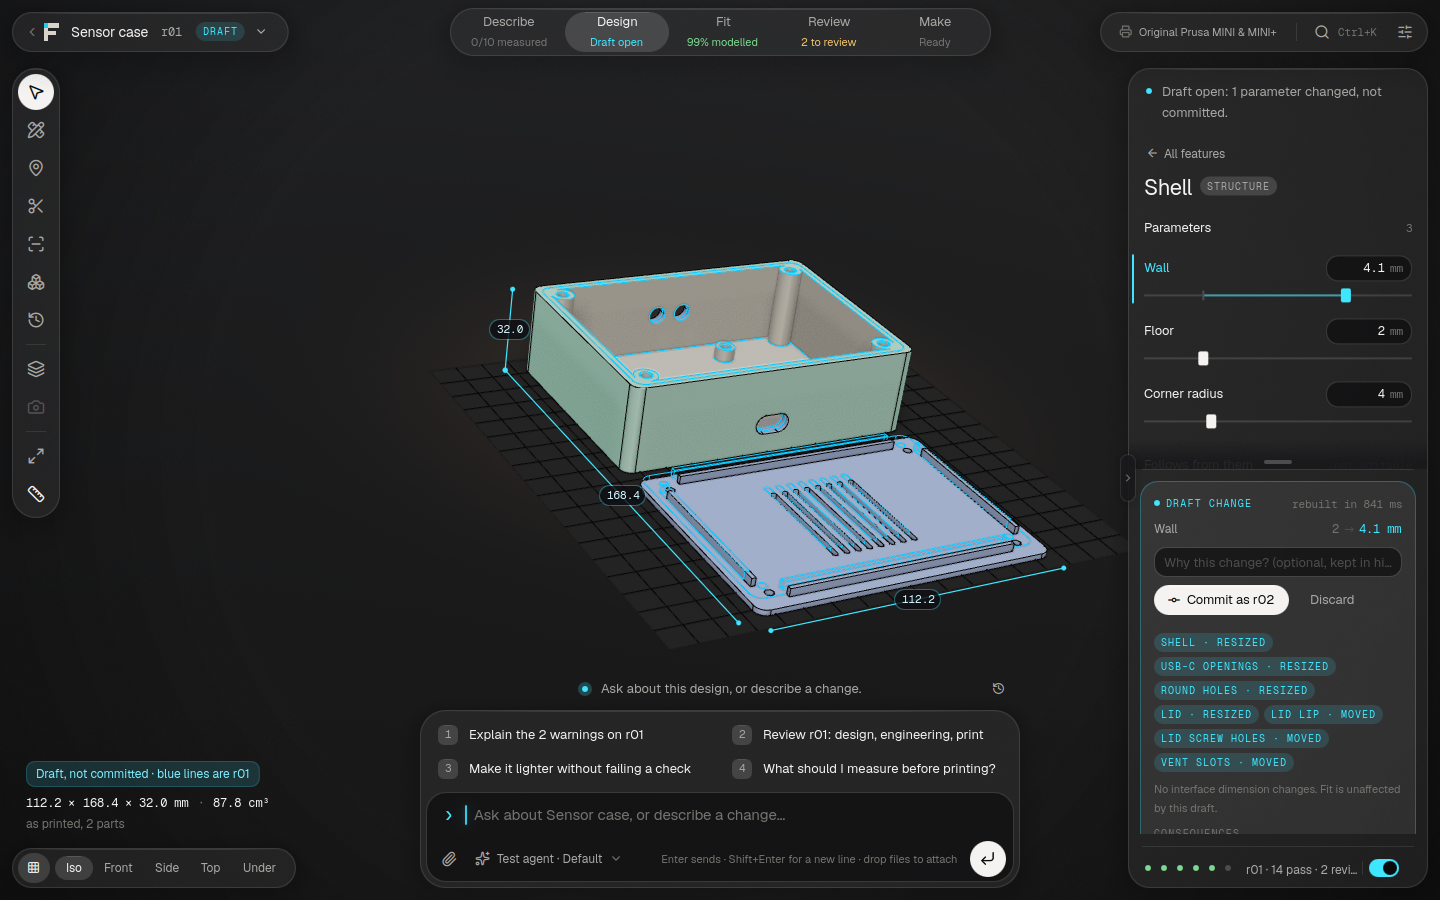 Sensor case r01 DRAFT
Describe
0/10 measured
Design
Draft open
Fit
99% modelled
Review
2 to review
Make
Ready
Original Prusa MINI & MINI+
Ctrl+K
Draft open: 1 parameter changed, not
committed.
All features
Shell STRUCTURE
Parameters 3
Wall 4.1 mm
Floor 2 mm
Corner radius 4 mm
Follows from them
DRAFT CHANGE rebuilt in 841 ms
Wall 2 → 4.1 mm
Why this change? (optional, kept in hi…
Commit as r02 Discard
SHELL · RESIZED
USB-C OPENINGS · RESIZED
ROUND HOLES · RESIZED
LID · RESIZED LID LIP · MOVED
LID SCREW HOLES · MOVED
VENT SLOTS · MOVED
No interface dimension changes. Fit is unaffected
by this draft.
CONSEQUENCES
r01 · 14 pass · 2 revi…
32.0
168.4
112.2
Ask about this design, or describe a change.
1 Explain the 2 warnings on r01
2 Review r01: design, engineering, print
3 Make it lighter without failing a check
4 What should I measure before printing?
Ask about Sensor case, or describe a change…
Test agent · Default
Enter sends · Shift+Enter for a new line · drop files to attach
Draft, not committed · blue lines are r01
112.2 × 168.4 × 32.0 mm · 87.8 cm³
as printed, 2 parts
Iso Front Side Top Under